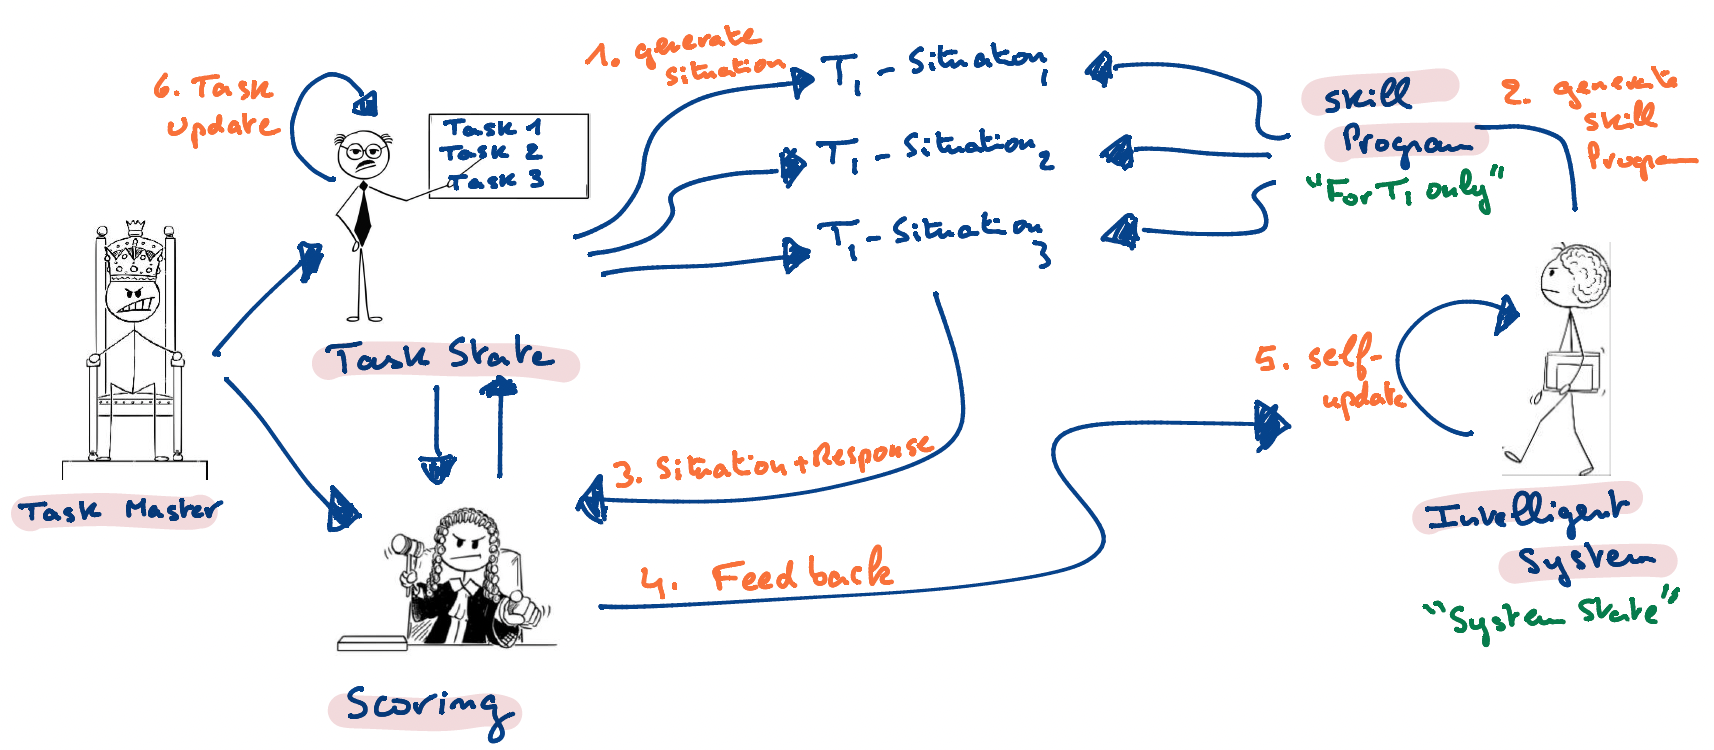 6. Task
update
Task 1
Task 2
Task 3
1. generate
situation
T1 - Situation1
T1 - Situation2
T1 - Situation3
skill
Program
"For T1 only"
2. generate
skill
Program
Task State
Task Master
3. Situation + Response
4. Feedback
5. self-
update
Intelligent
System
"System State"
Scoring